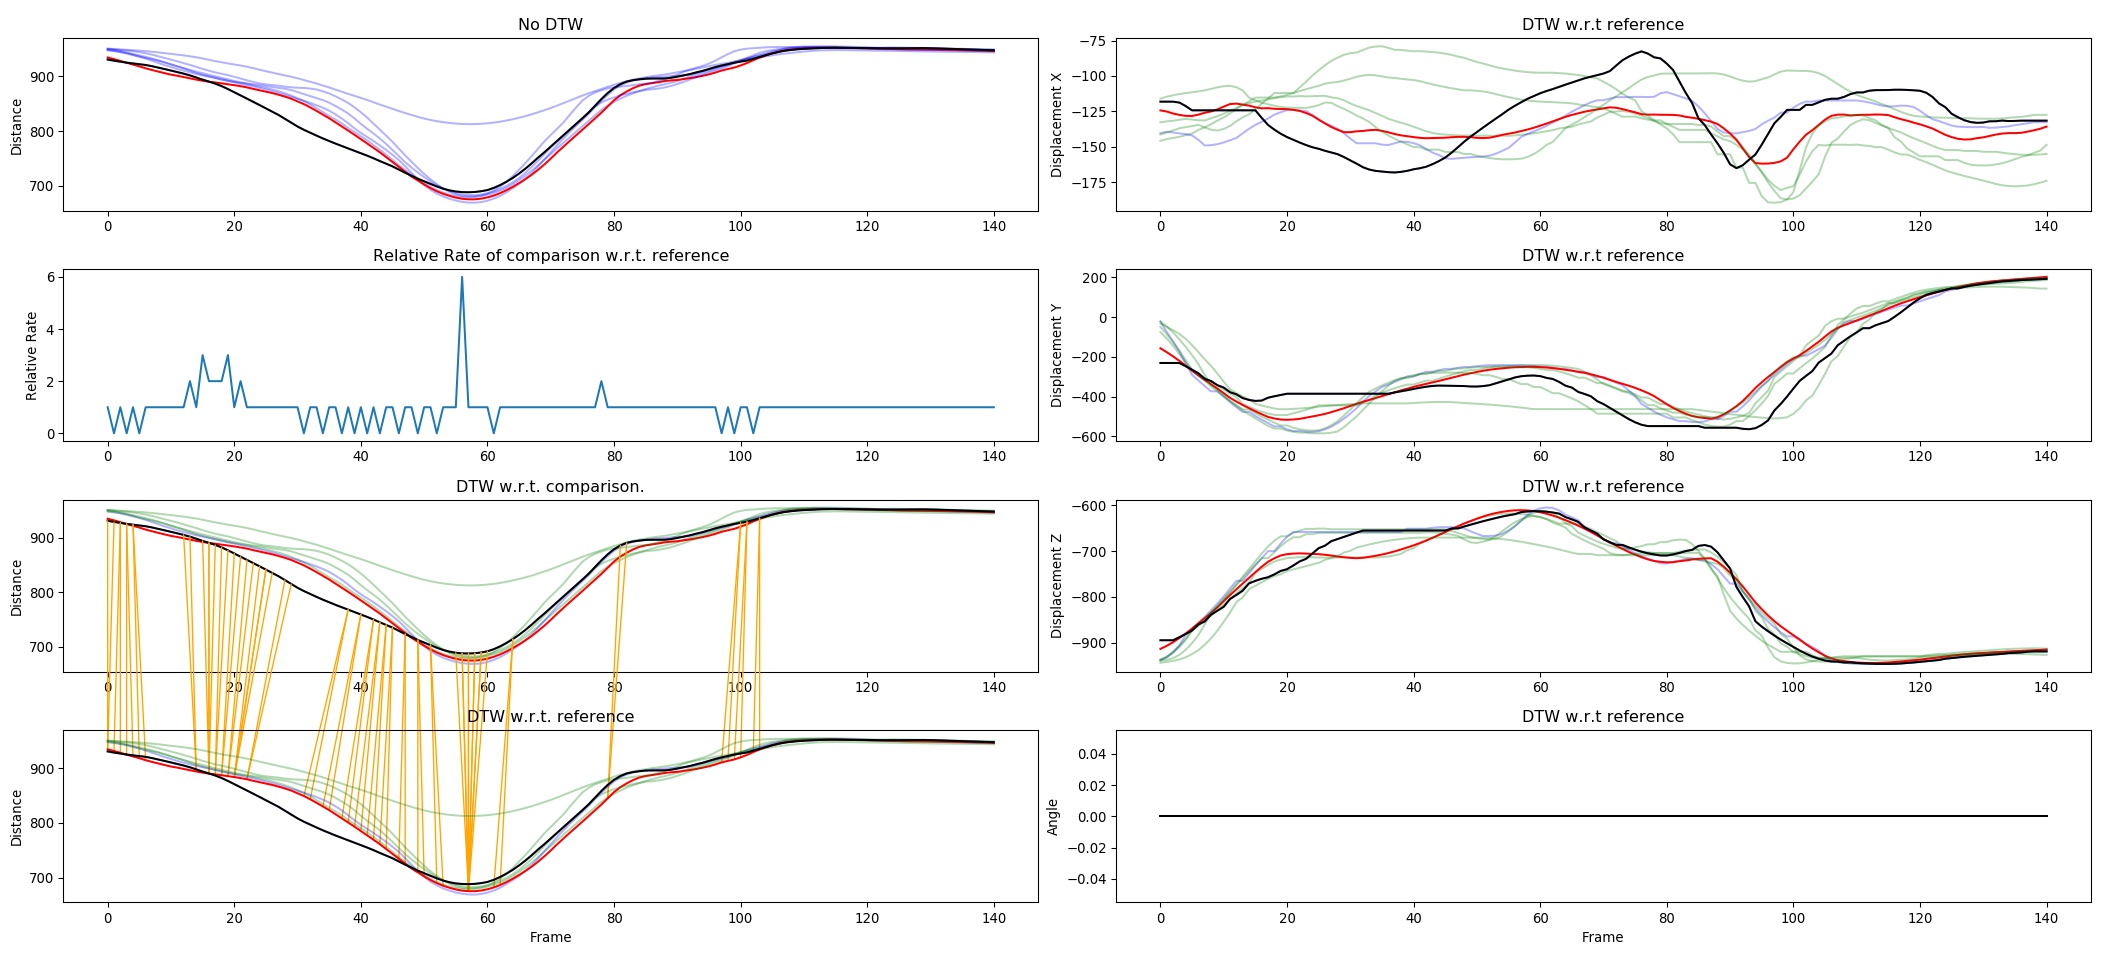 No DTW
Distance
900
800
700
0 20 40 60 80 100 120 140
Relative Rate of comparison w.r.t. reference
Relative Rate
6
4
2
0
0 20 40 60 80 100 120 140
DTW w.r.t. comparison.
Distance
900
800
700
0 20 40 60 80 100 120 140
DTW w.r.t. reference
Distance
900
800
700
0 20 40 60 80 100 120 140
Frame
DTW w.r.t reference
Displacement X
−75
−100
−125
−150
−175
0 20 40 60 80 100 120 140
DTW w.r.t reference
Displacement Y
200
0
−200
−400
−600
0 20 40 60 80 100 120 140
DTW w.r.t reference
Displacement Z
−600
−700
−800
−900
0 20 40 60 80 100 120 140
DTW w.r.t reference
Angle
0.04
0.02
0.00
−0.02
−0.04
0 20 40 60 80 100 120 140
Frame